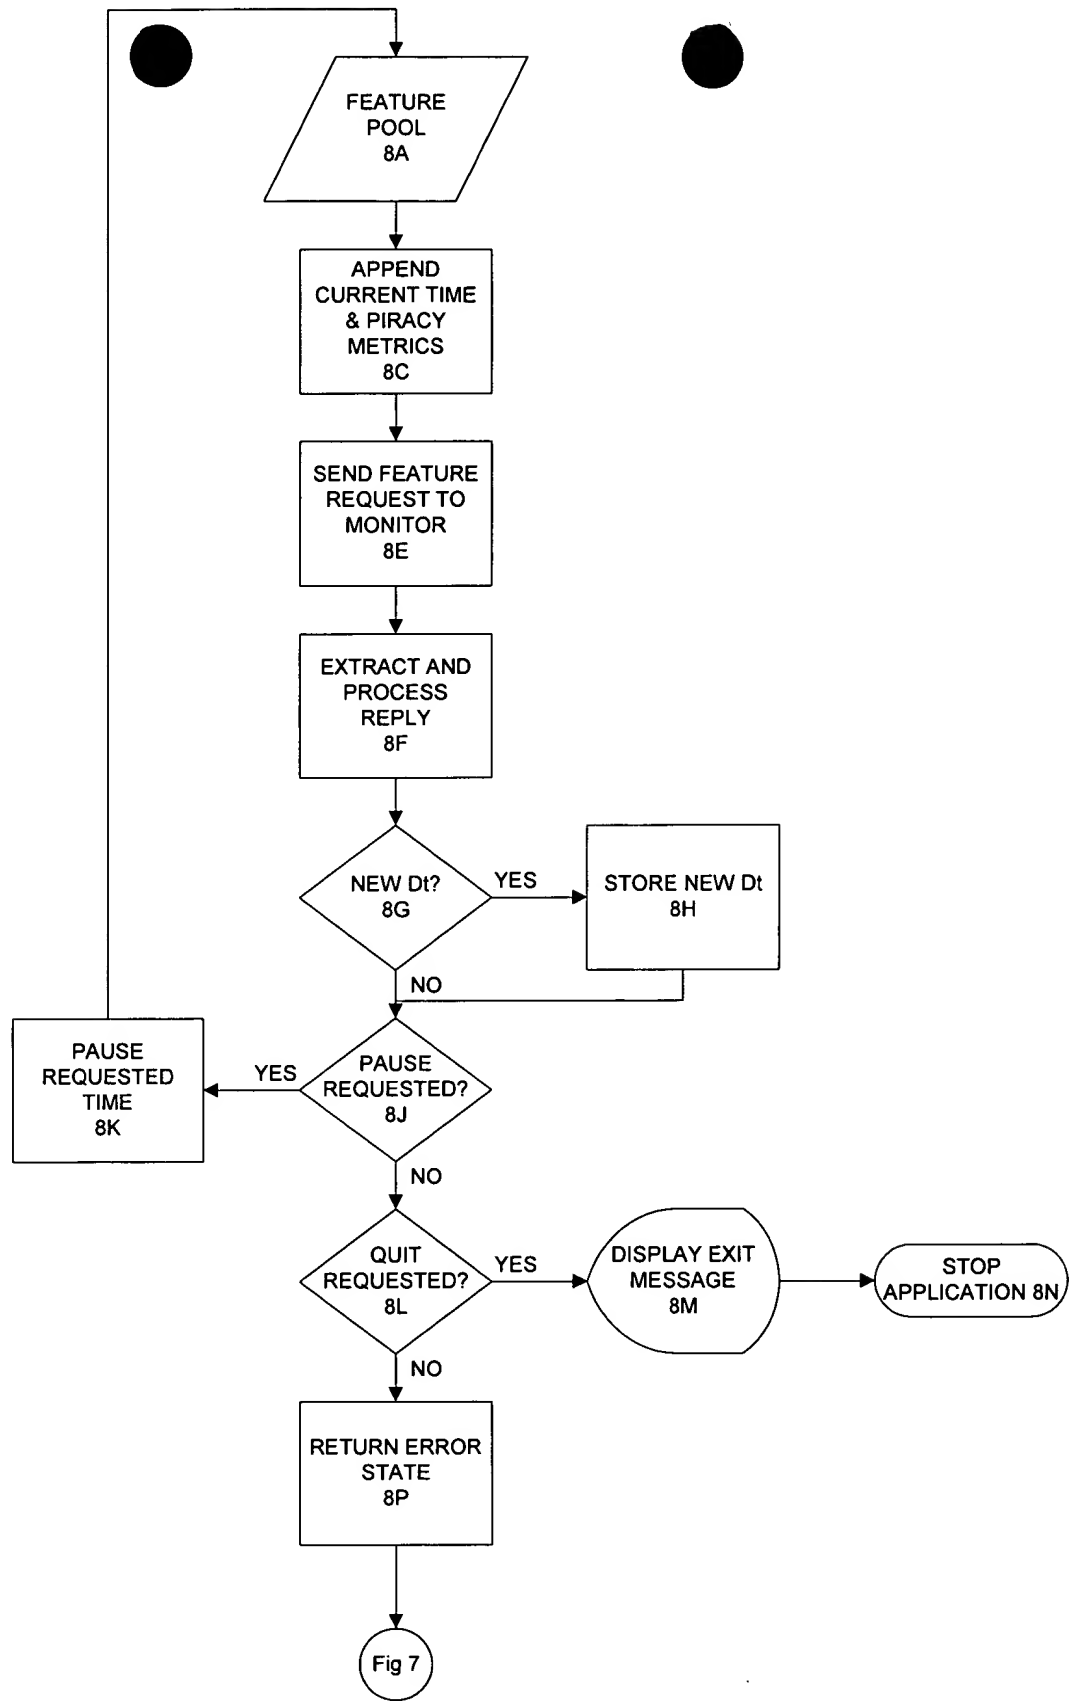 FEATURE
POOL
8A
APPEND
CURRENT TIME
& PIRACY
METRICS
8C
SEND FEATURE
REQUEST TO
MONITOR
8E
EXTRACT AND
PROCESS
REPLY
8F
NEW Dt?
8G
YES
STORE NEW Dt
8H
NO
PAUSE
REQUESTED
TIME
8K
YES
PAUSE
REQUESTED?
8J
NO
QUIT
REQUESTED?
8L
YES
DISPLAY EXIT
MESSAGE
8M
STOP
APPLICATION 8N
NO
RETURN ERROR
STATE
8P
Fig 7